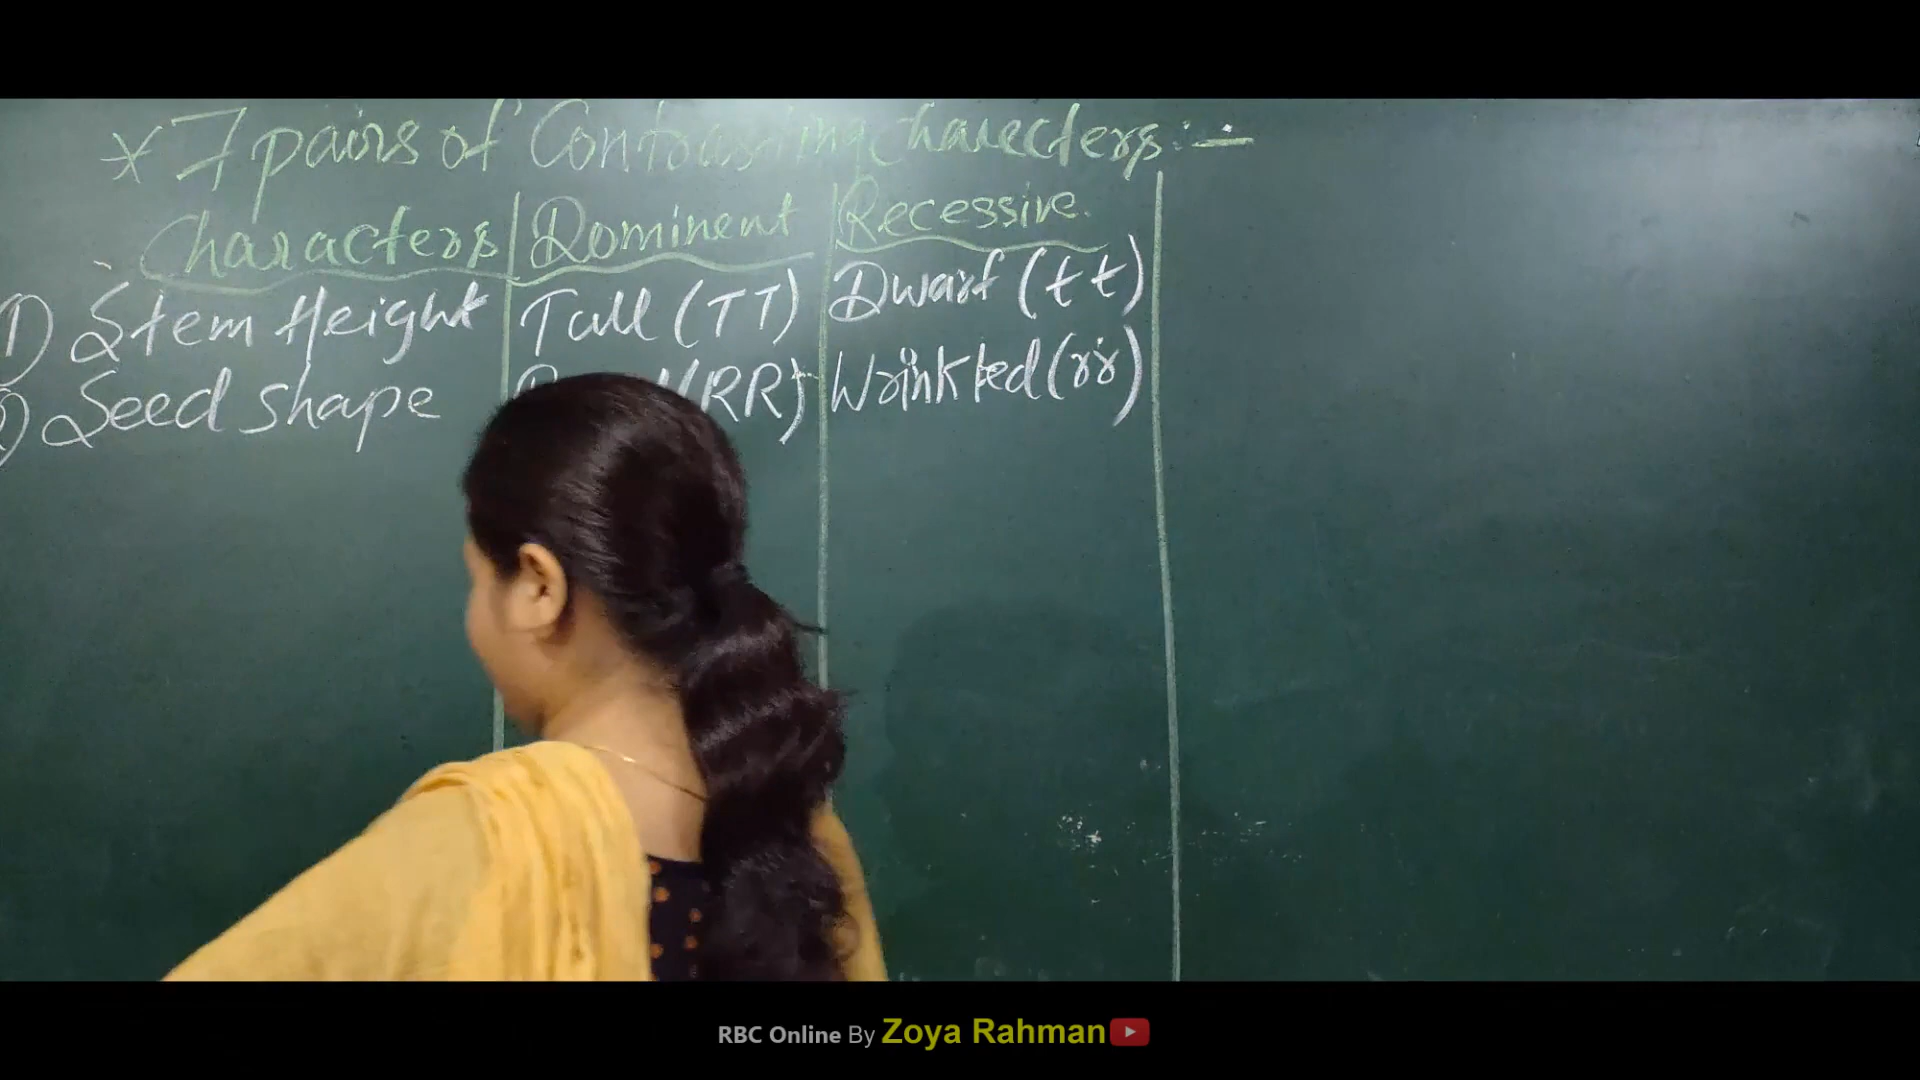 * 7 pairs of Contrasting Charecters :-
Characters Dominent Recessive.
1) Stem Height Tall (TT) Dwarf (tt)
2) Seed shape (RR) Wrinkled (rr)
RBC Online By Zoya Rahman